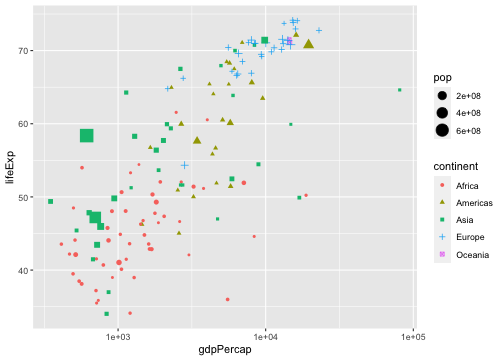 70
60
50
40
lifeExp
1e+03
1e+04
1e+05
gdpPercap
pop
2e+08
4e+08
6e+08
continent
Africa
Americas
Asia
Europe
Oceania